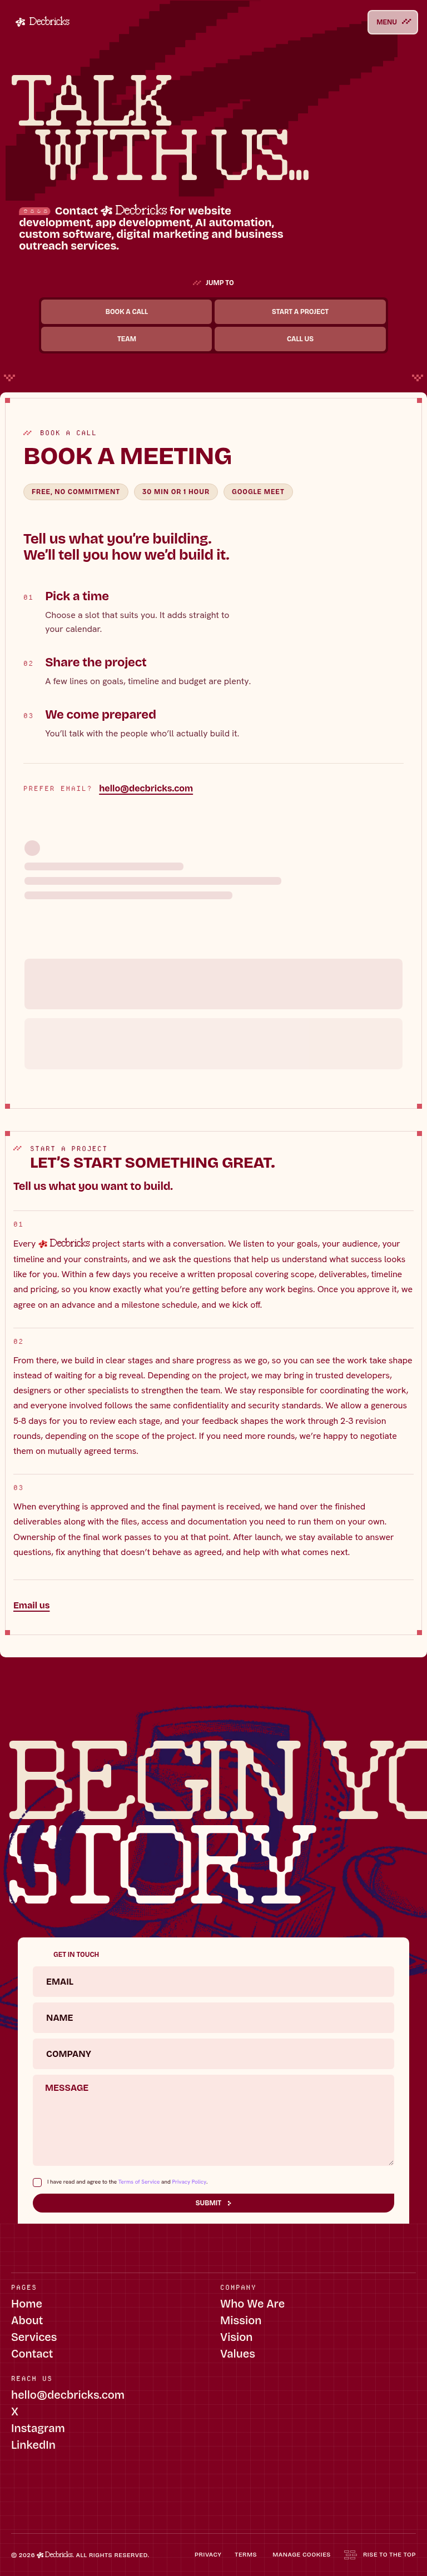 Decbricks
MENU
TALK
WITH US...
Contact Decbricks for website
development, app development, AI automation,
custom software, digital marketing and business
outreach services.
JUMP TO
BOOK A CALL
START A PROJECT
TEAM
CALL US
BOOK A CALL
BOOK A MEETING
FREE, NO COMMITMENT
30 MIN OR 1 HOUR
GOOGLE MEET
Tell us what you’re building.
We’ll tell you how we’d build it.
01
Pick a time
Choose a slot that suits you. It adds straight to
your calendar.
02
Share the project
A few lines on goals, timeline and budget are plenty.
03
We come prepared
You’ll talk with the people who’ll actually build it.
PREFER EMAIL? hello@decbricks.com
START A PROJECT
LET’S START SOMETHING GREAT.
Tell us what you want to build.
01
Every Decbricks project starts with a conversation. We listen to your goals, your audience, your
timeline and your constraints, and we ask the questions that help us understand what success looks
like for you. Within a few days you receive a written proposal covering scope, deliverables, timeline
and pricing, so you know exactly what you’re getting before any work begins. Once you approve it, we
agree on an advance and a milestone schedule, and we kick off.
02
From there, we build in clear stages and share progress as we go, so you can see the work take shape
instead of waiting for a big reveal. Depending on the project, we may bring in trusted developers,
designers or other specialists to strengthen the team. We stay responsible for coordinating the work,
and everyone involved follows the same confidentiality and security standards. We allow a generous
5-8 days for you to review each stage, and your feedback shapes the work through 2-3 revision
rounds, depending on the scope of the project. If you need more rounds, we’re happy to negotiate
them on mutually agreed terms.
03
When everything is approved and the final payment is received, we hand over the finished
deliverables along with the files, access and documentation you need to run them on your own.
Ownership of the final work passes to you at that point. After launch, we stay available to answer
questions, fix anything that doesn’t behave as agreed, and help with what comes next.
Email us
BEGIN YO
STORY
GET IN TOUCH
EMAIL
NAME
COMPANY
MESSAGE
I have read and agree to the Terms of Service and Privacy Policy.
SUBMIT
PAGES
Home
About
Services
Contact
COMPANY
Who We Are
Mission
Vision
Values
REACH US
hello@decbricks.com
X
Instagram
LinkedIn
© 2026 Decbricks. ALL RIGHTS RESERVED.
PRIVACY
TERMS
MANAGE COOKIES
RISE TO THE TOP